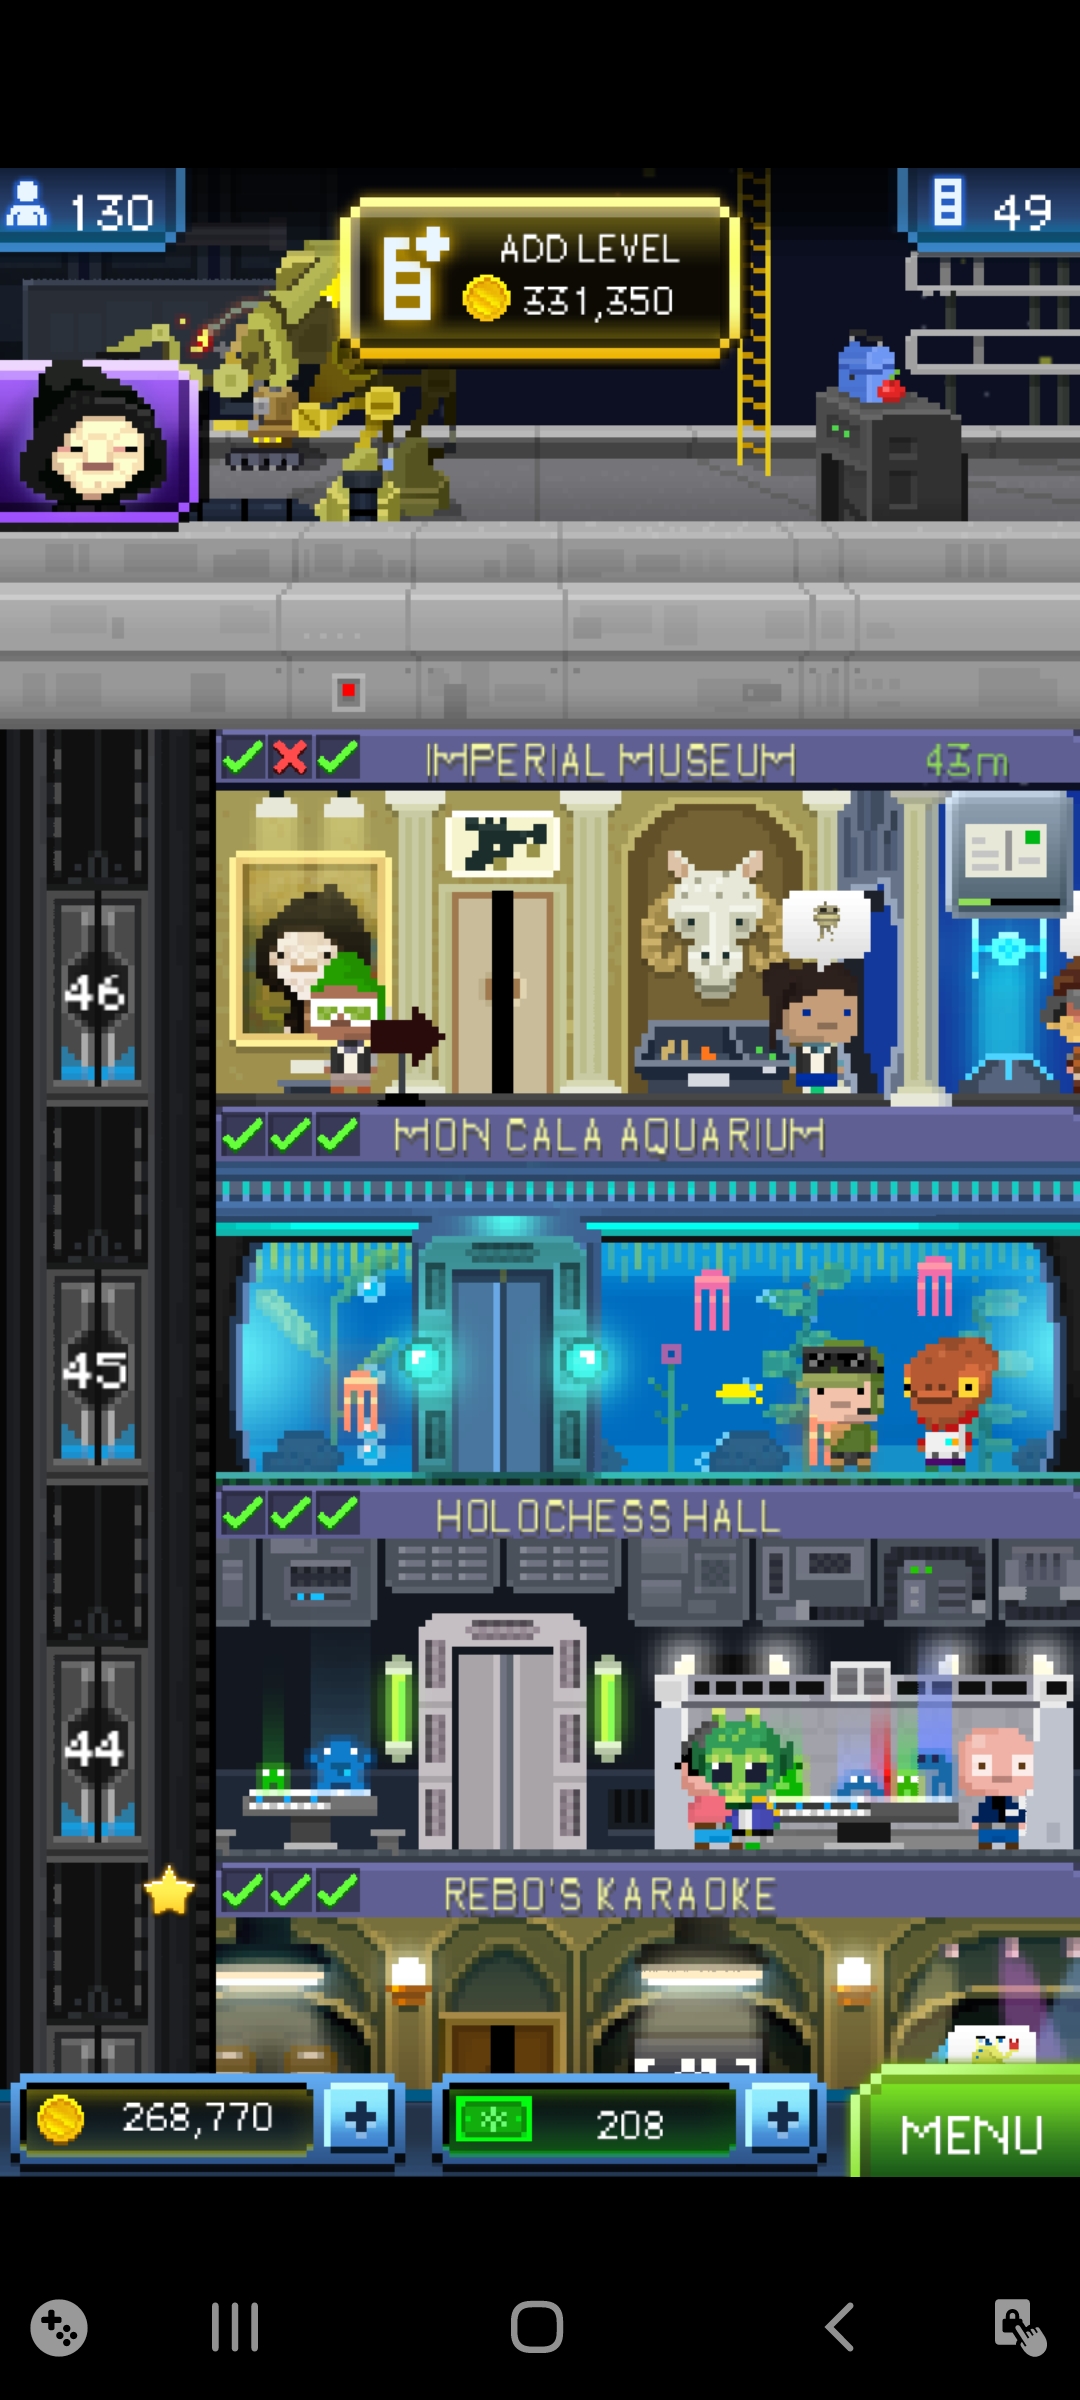 130
ADD LEVEL
331,350
49
IMPERIAL MUSEUM 43m
46
MON CALA AQUARIUM
45
HOLOCHESS HALL
44
REBO'S KARAOKE
268,770
208
MENU